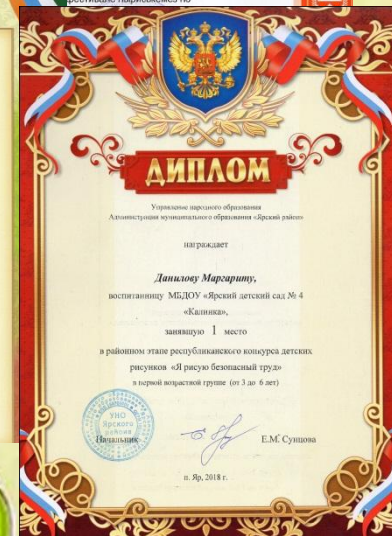 ДИПЛОМ
Управление народного образования
Администрации муниципального образования «Ярский район»
награждает
Данилову Маргариту,
воспитанницу МБДОУ «Ярский детский сад № 4
«Калинка»,
занявшую 1 место
в районном этапе республиканского конкурса детских
рисунков «Я рисую безопасный труд»
в первой возрастной группе (от 3 до 6 лет)
УНО
Ярского
района
Начальник
Е.М. Сунцова
п. Яр, 2018 г.